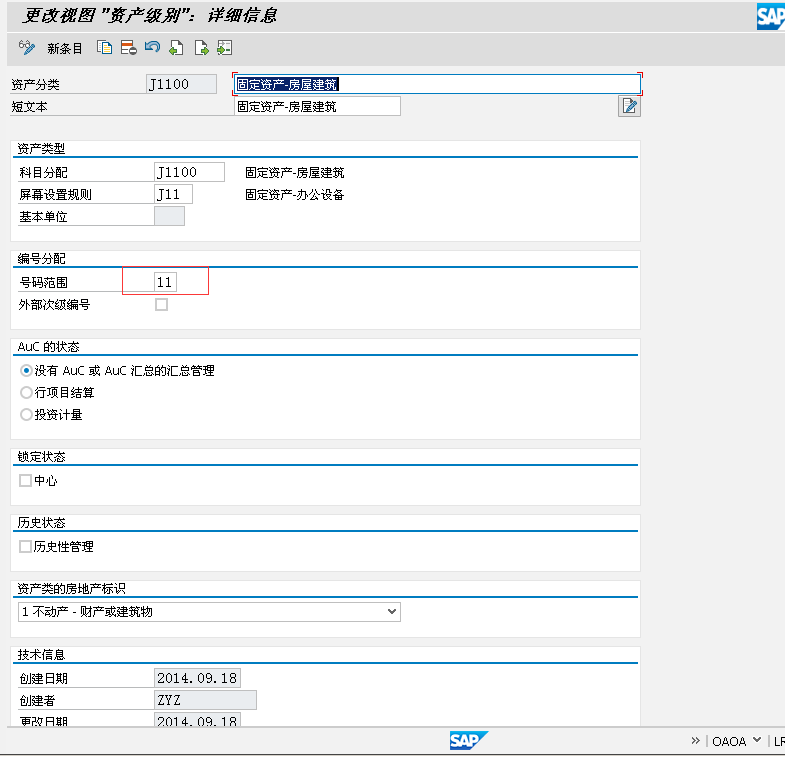 更改视图 "资产级别": 详细信息
SAP
新条目
资产分类 J1100 固定资产-房屋建筑
短文本 固定资产-房屋建筑
资产类型
科目分配 J1100 固定资产-房屋建筑
屏幕设置规则 J11 固定资产-办公设备
基本单位
编号分配
号码范围 11
外部次级编号
AuC 的状态
没有 AuC 或 AuC 汇总的汇总管理
行项目结算
投资计量
锁定状态
中心
历史状态
历史性管理
资产类的房地产标识
1 不动产 - 财产或建筑物
技术信息
创建日期 2014.09.18
创建者 ZYZ
更改日期 2014.09.18
SAP
OAOA
LR